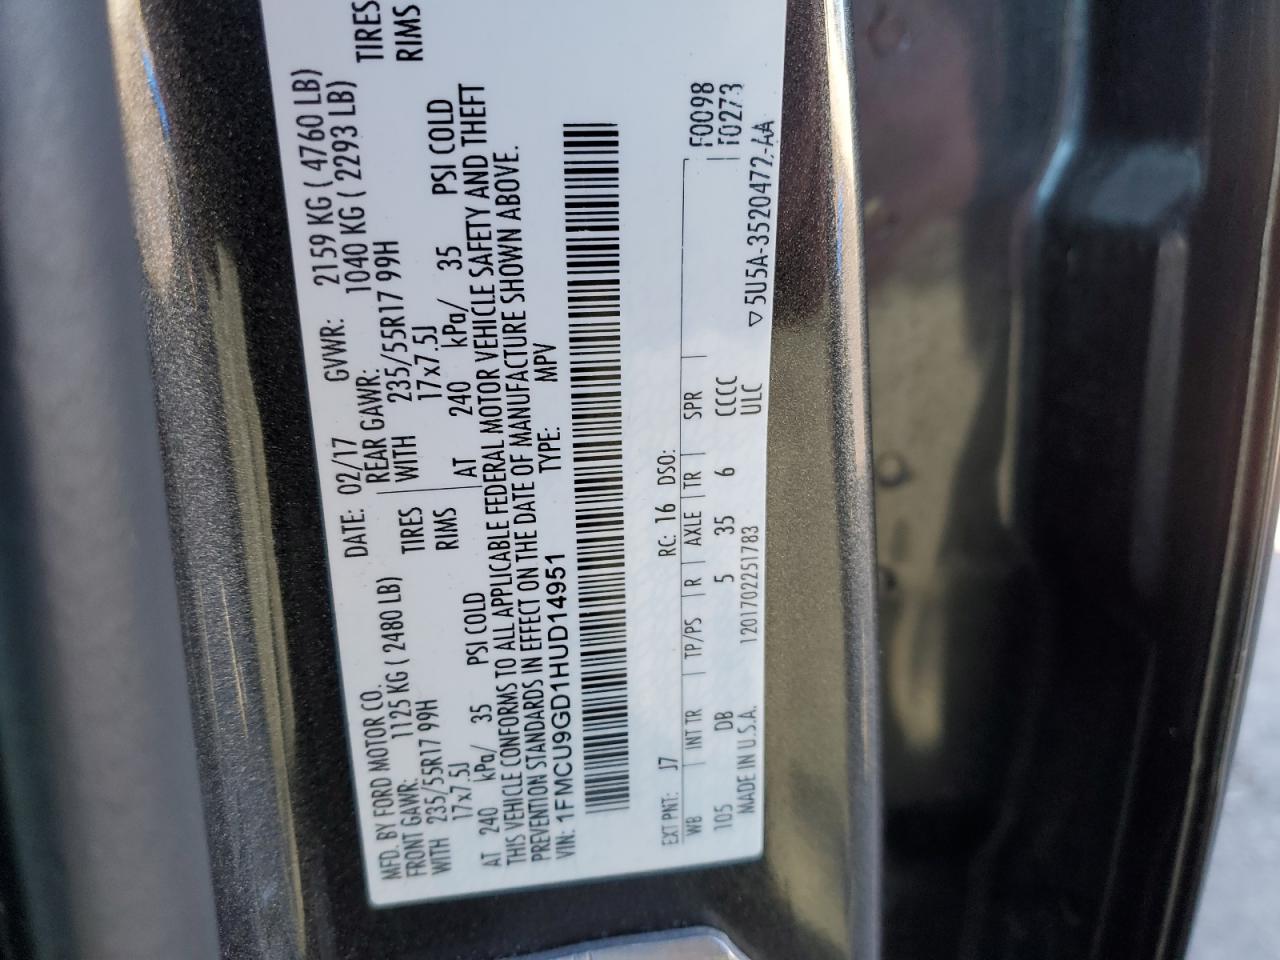 MFD. BY FORD MOTOR CO.
DATE: 02/17 GVWR: 2159 KG ( 4760 LB)
FRONT GAWR: 1125 KG ( 2480 LB) REAR GAWR: 1040 KG ( 2293 LB)
WITH 235/55R17 99H TIRES WITH 235/55R17 99H TIRES
17x7.5J RIMS 17x7.5J RIMS
AT 240 kPa/ 35 PSI COLD AT 240 kPa/ 35 PSI COLD
THIS VEHICLE CONFORMS TO ALL APPLICABLE FEDERAL MOTOR VEHICLE SAFETY AND THEFT
PREVENTION STANDARDS IN EFFECT ON THE DATE OF MANUFACTURE SHOWN ABOVE.
VIN: 1FMCU9GD1HUD14951 TYPE: MPV
EXT PNT: J7 RC: 16 DSO: F0098
WB INT TR TP/PS R AXLE TR SPR F0273
105 DB 5 35 6 CCCC
MADE IN U.S.A. 1201702251783 ULC ▽5U5A-3520472-AA